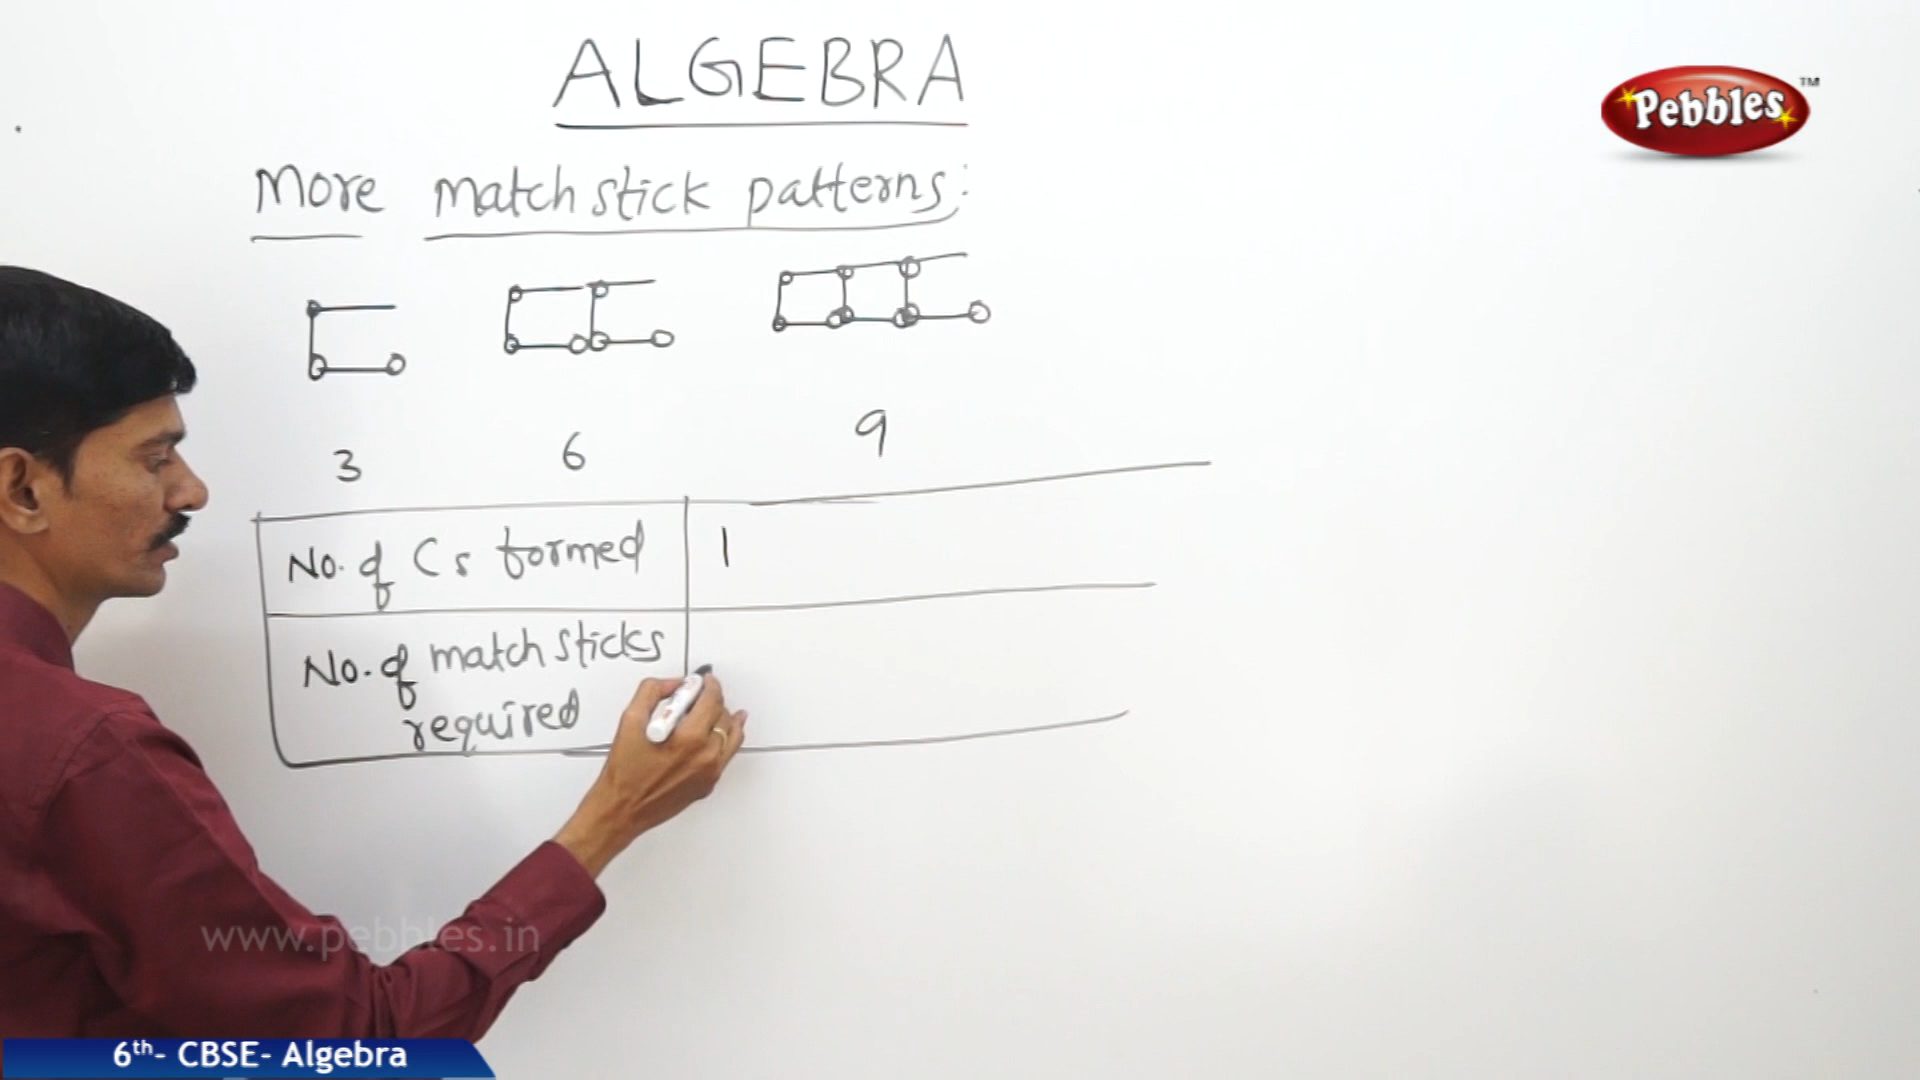 ALGEBRA
Pebbles™
More match stick patterns:
3 6 9
No. of Cs formed 1
No. of match sticks
required
www.pebbles.in
6th- CBSE- Algebra